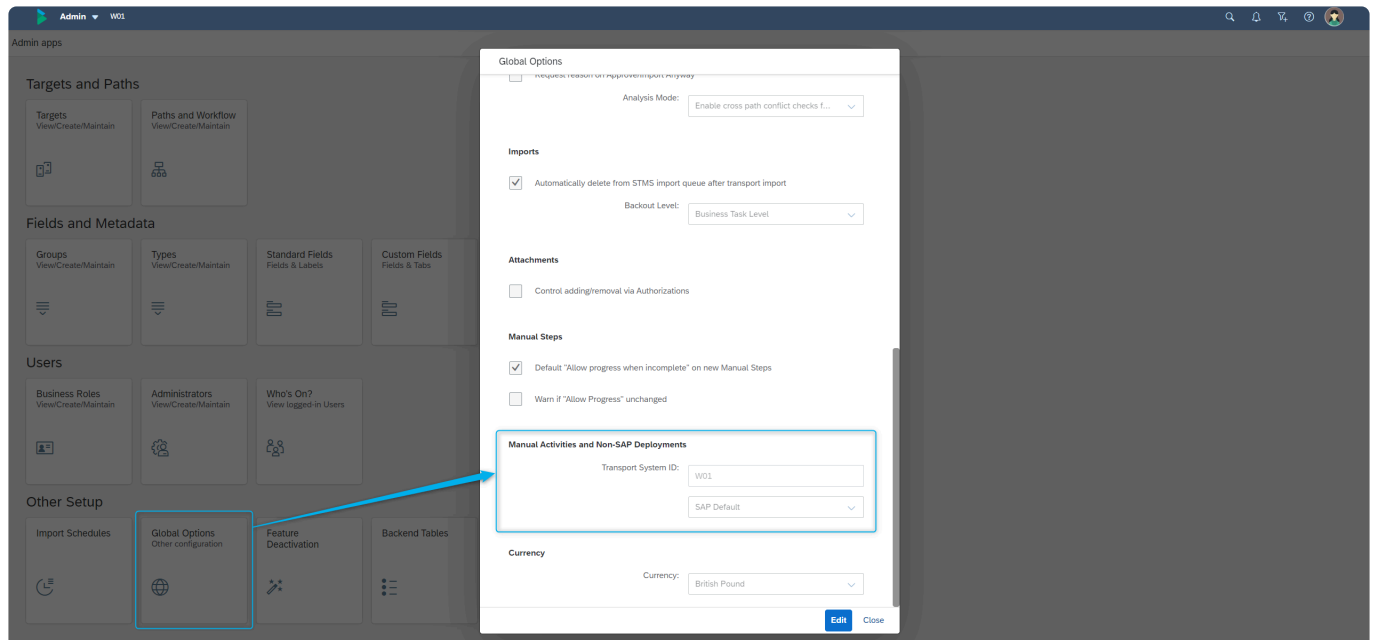 Admin W01
Admin apps
Targets and Paths
Targets
View/Create/Maintain
Paths and Workflow
View/Create/Maintain
Fields and Metadata
Groups
View/Create/Maintain
Types
View/Create/Maintain
Standard Fields
Fields & Labels
Custom Fields
Fields & Tabs
Users
Business Roles
View/Create/Maintain
Administrators
View/Create/Maintain
Who's On?
View logged-in Users
Other Setup
Import Schedules
Global Options
Other configuration
Feature
Deactivation
Backend Tables
Global Options
Request reason on Approve/Import Anyway
Analysis Mode:
Enable cross path conflict checks f...
Imports
Automatically delete from STMS import queue after transport import
Backout Level:
Business Task Level
Attachments
Control adding/removal via Authorizations
Manual Steps
Default "Allow progress when incomplete" on new Manual Steps
Warn if "Allow Progress" unchanged
Manual Activities and Non-SAP Deployments
Transport System ID:
W01
SAP Default
Currency
Currency:
British Pound
Edit Close